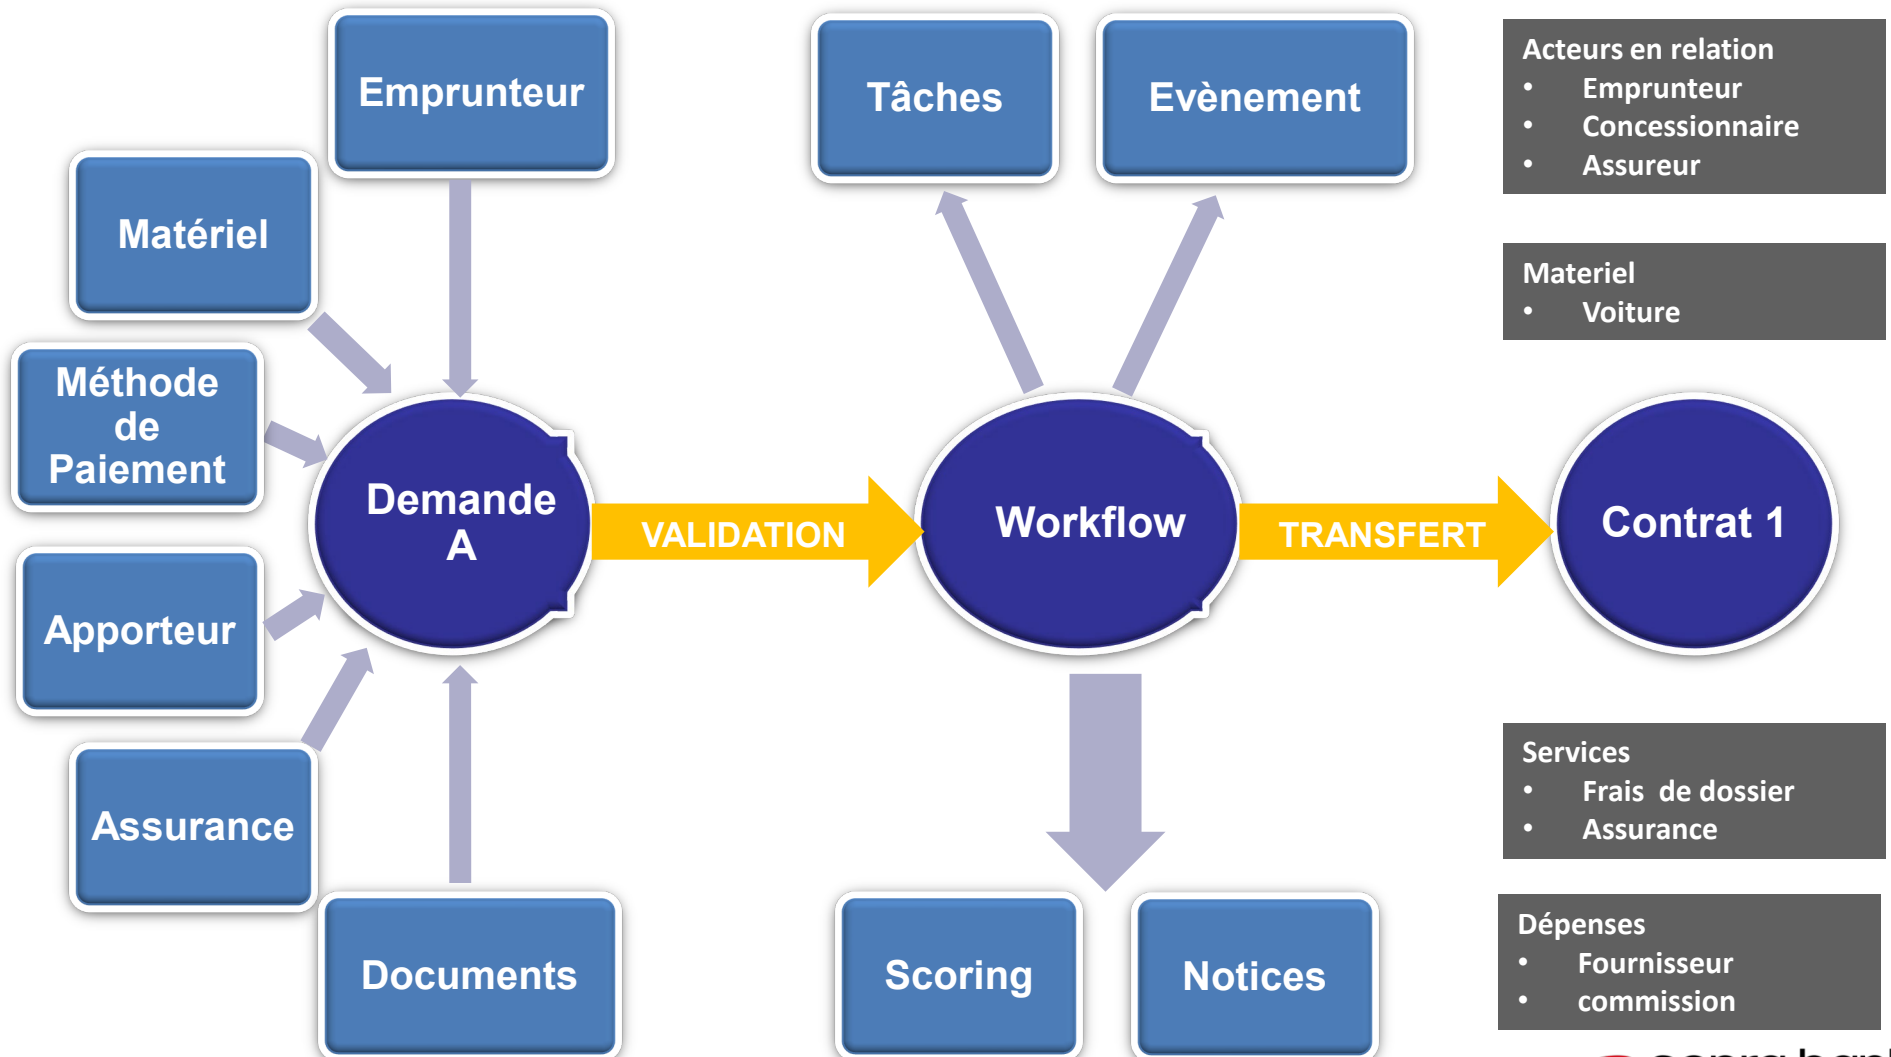 Emprunteur
Tâches
Evènement
Acteurs en relation
• Emprunteur
• Concessionnaire
• Assureur
Matériel
Materiel
• Voiture
Méthode
de
Paiement
Demande
A
VALIDATION
Workflow
TRANSFERT
Contrat 1
Apporteur
Assurance
Services
• Frais de dossier
• Assurance
Documents
Scoring
Notices
Dépenses
• Fournisseur
• commission